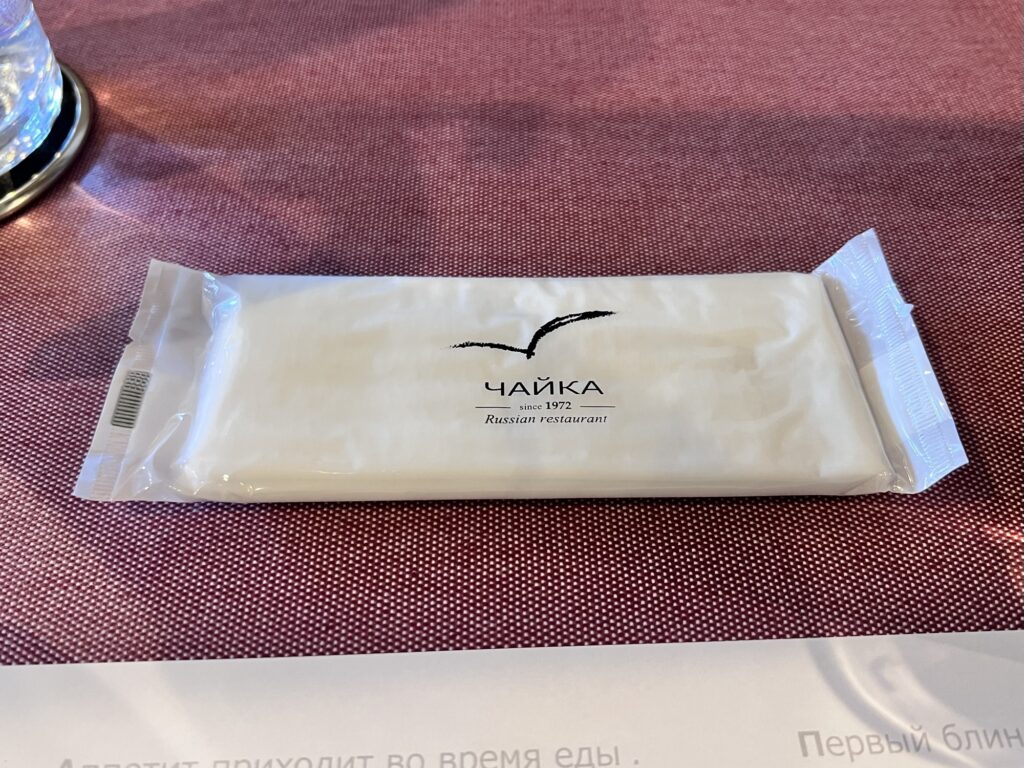 ЧАЙКА
since 1972
Russian restaurant
Аппетит приходит во время еды .
Первый блин